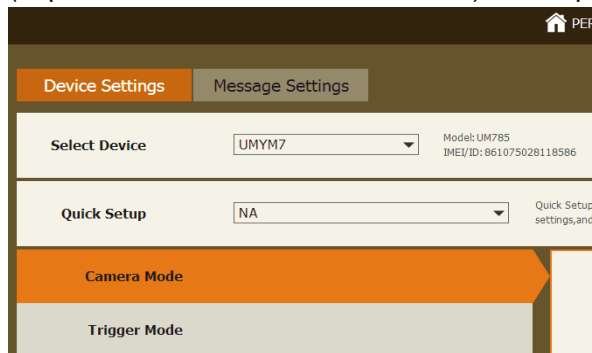 PER
Device Settings
Message Settings
Select Device
UMYM7
Model:UM785
IMEI/ID:861075028118586
Quick Setup
NA
Quick Setup
settings,and
Camera Mode
Trigger Mode